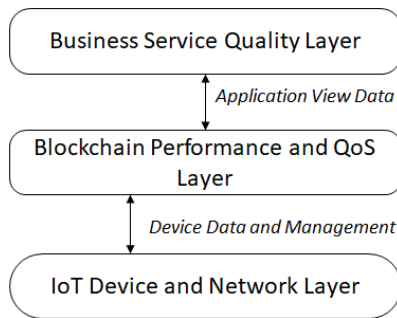 Business Service Quality Layer
Application View Data
Blockchain Performance and QoS
Layer
Device Data and Management
IoT Device and Network Layer